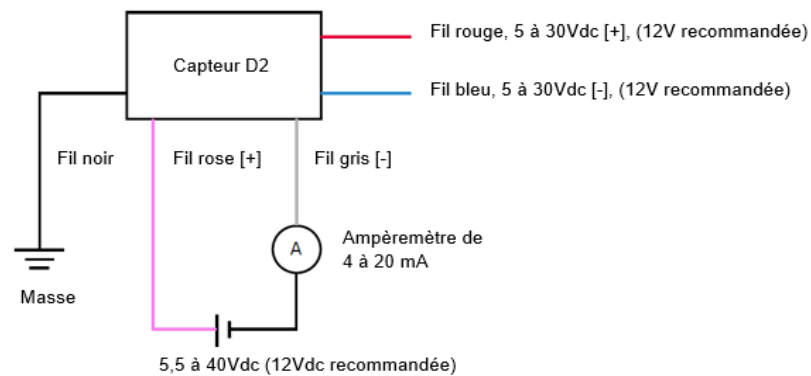 Fil rouge, 5 à 30Vdc [+], (12V recommandée)
Capteur D2
Fil bleu, 5 à 30Vdc [-], (12V recommandée)
Fil noir
Fil rose [+]
Fil gris [-]
A
Ampèremètre de
4 à 20 mA
Masse
5,5 à 40Vdc (12Vdc recommandée)